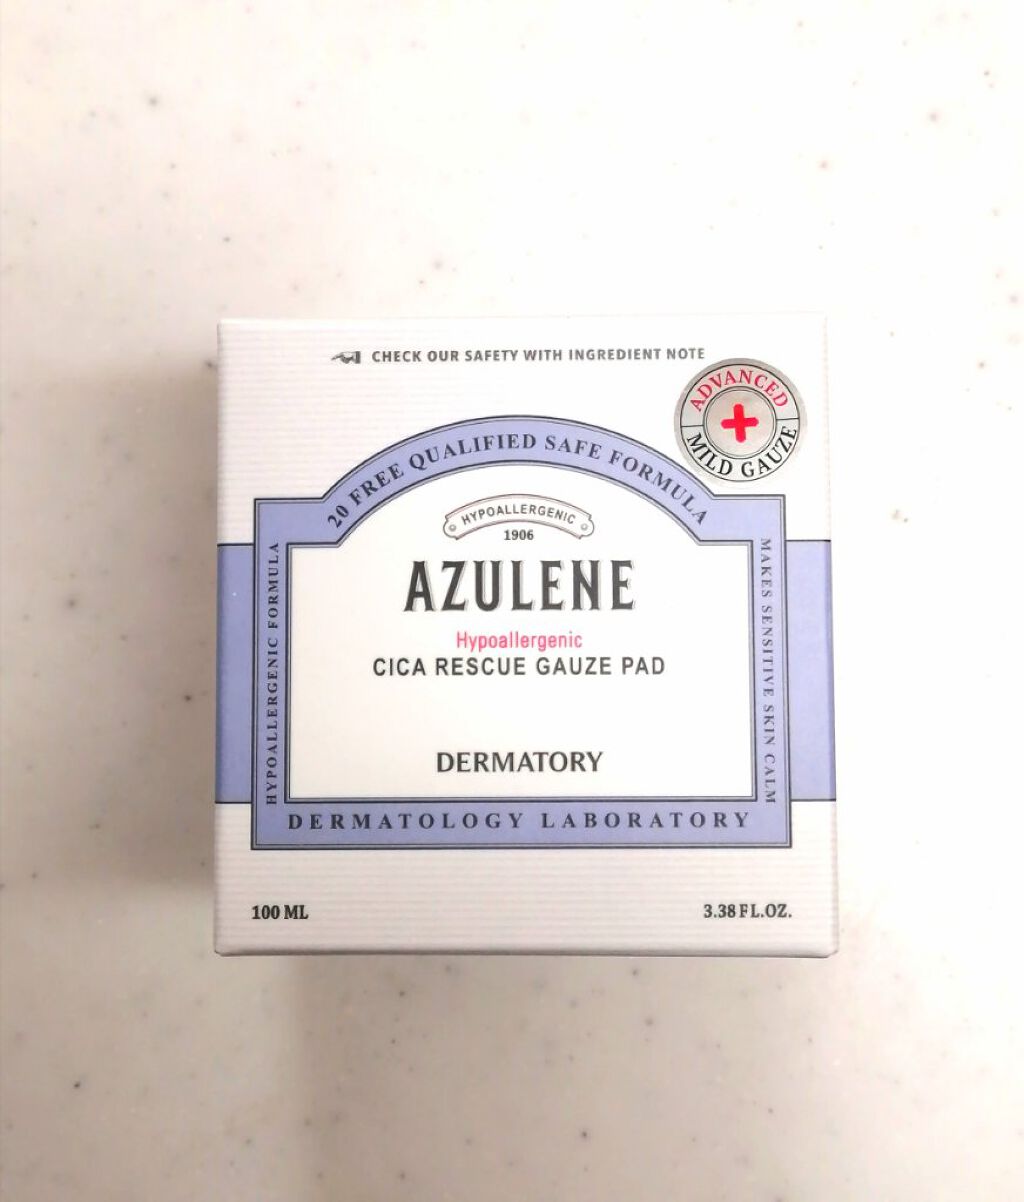 CHECK OUR SAFETY WITH INGREDIENT NOTE
ADVANCED
MILD GAUZE
20 FREE QUALIFIED SAFE FORMULA
HYPOALLERGENIC
1906
AZULENE
Hypoallergenic
CICA RESCUE GAUZE PAD
HYPOALLERGENIC FORMULA
MAKES SENSITIVE SKIN CALM
DERMATORY
DERMATOLOGY LABORATORY
100 ML
3.38 FL.OZ.